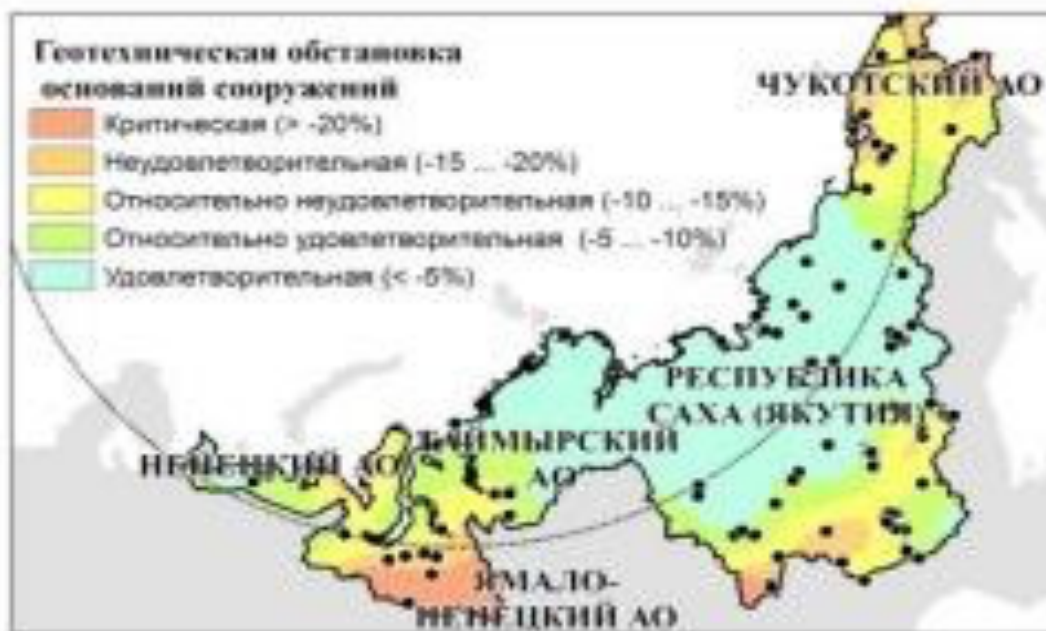 Геотехническая обстановка
оснований сооружений
Критическая (> -20%)
Неудовлетворительная (-15 ... -20%)
Относительно неудовлетворительная (-10 ... -15%)
Относительно удовлетворительная (-5 ... -10%)
Удовлетворительная (< -5%)
ЧУКОТСКИЙ АО
РЕСПУБЛИКА
САХА (ЯКУТИЯ)
ТАЙМЫРСКИЙ
АО
НЕНЕЦКИЙ АО
ЯМАЛО-
НЕНЕЦКИЙ АО